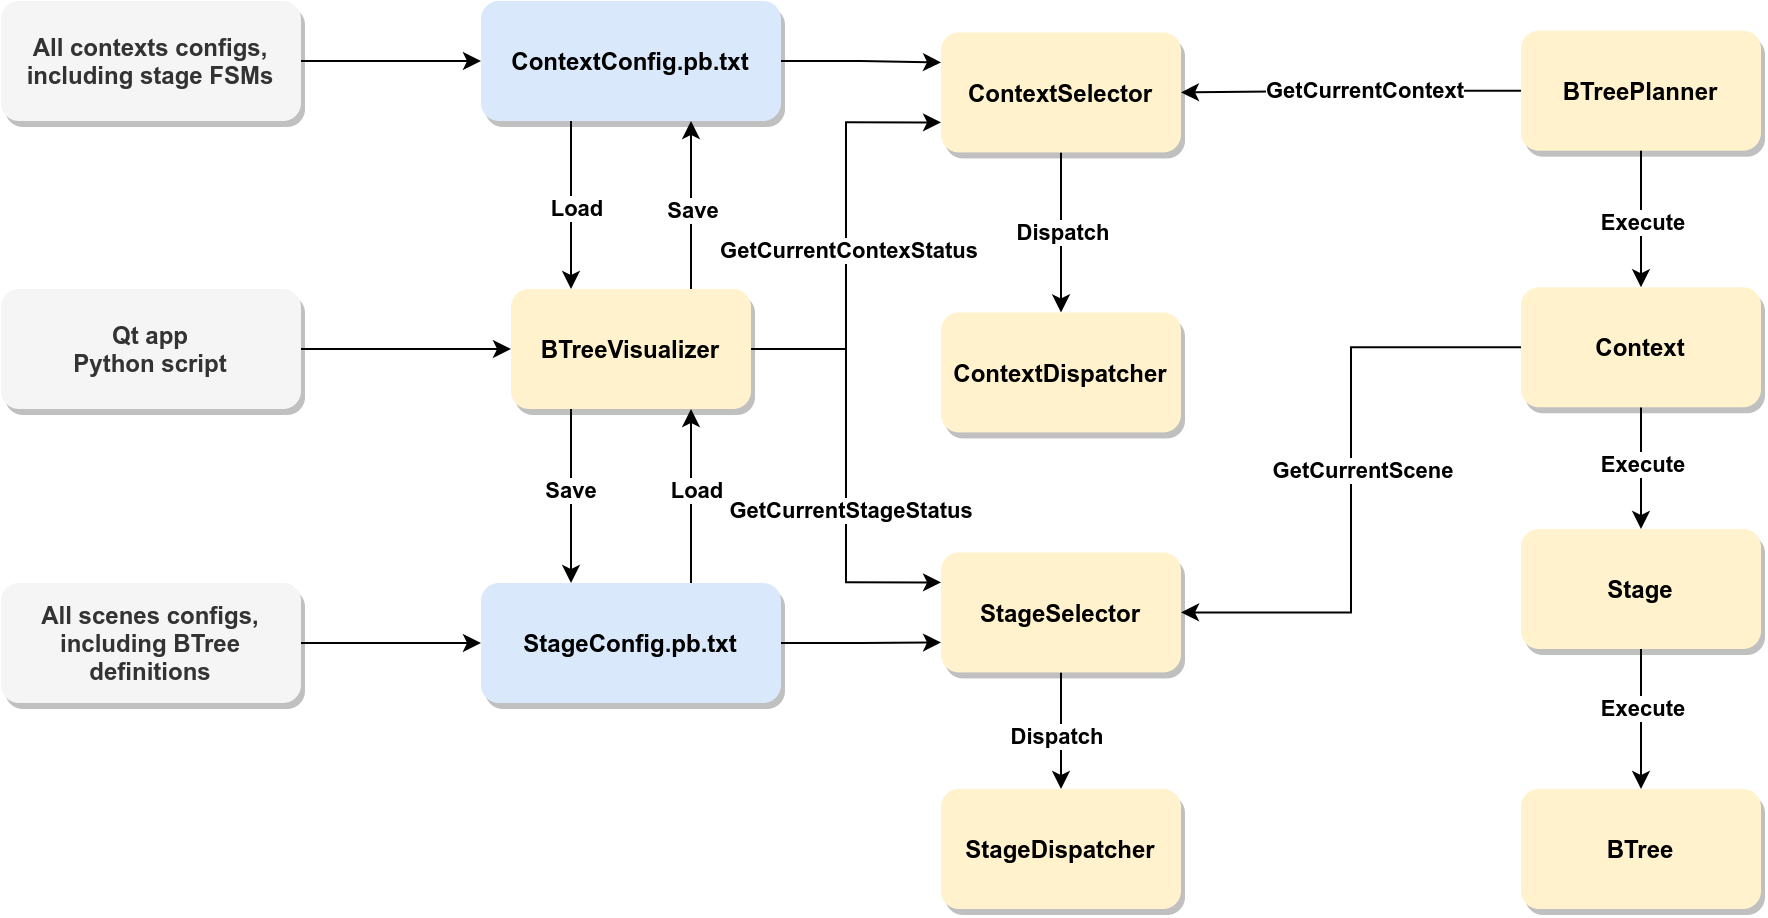 All contexts configs,
including stage FSMs
ContextConfig.pb.txt
ContextSelector
GetCurrentContext
BTreePlanner
Load
Save
GetCurrentContexStatus
Dispatch
Execute
Qt app
Python script
BTreeVisualizer
ContextDispatcher
Context
Save
Load
GetCurrentStageStatus
GetCurrentScene
Execute
All scenes configs,
including BTree
definitions
StageConfig.pb.txt
StageSelector
Stage
Dispatch
Execute
StageDispatcher
BTree